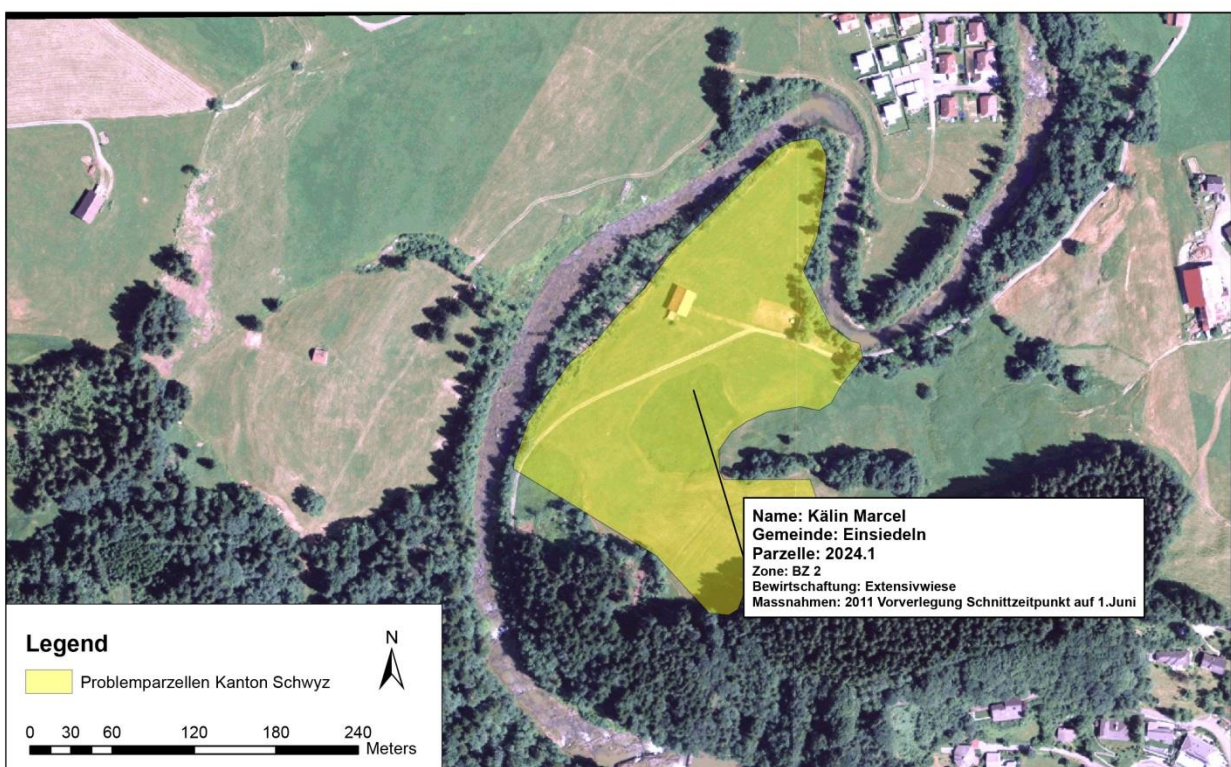 Name: Kälin Marcel
Gemeinde: Einsiedeln
Parzelle: 2024.1
Zone: BZ 2
Bewirtschaftung: Extensivwiese
Massnahmen: 2011 Vorverlegung Schnittzeitpunkt auf 1.Juni
Legend
N
Problemparzellen Kanton Schwyz
0 30 60 120 180 240
Meters